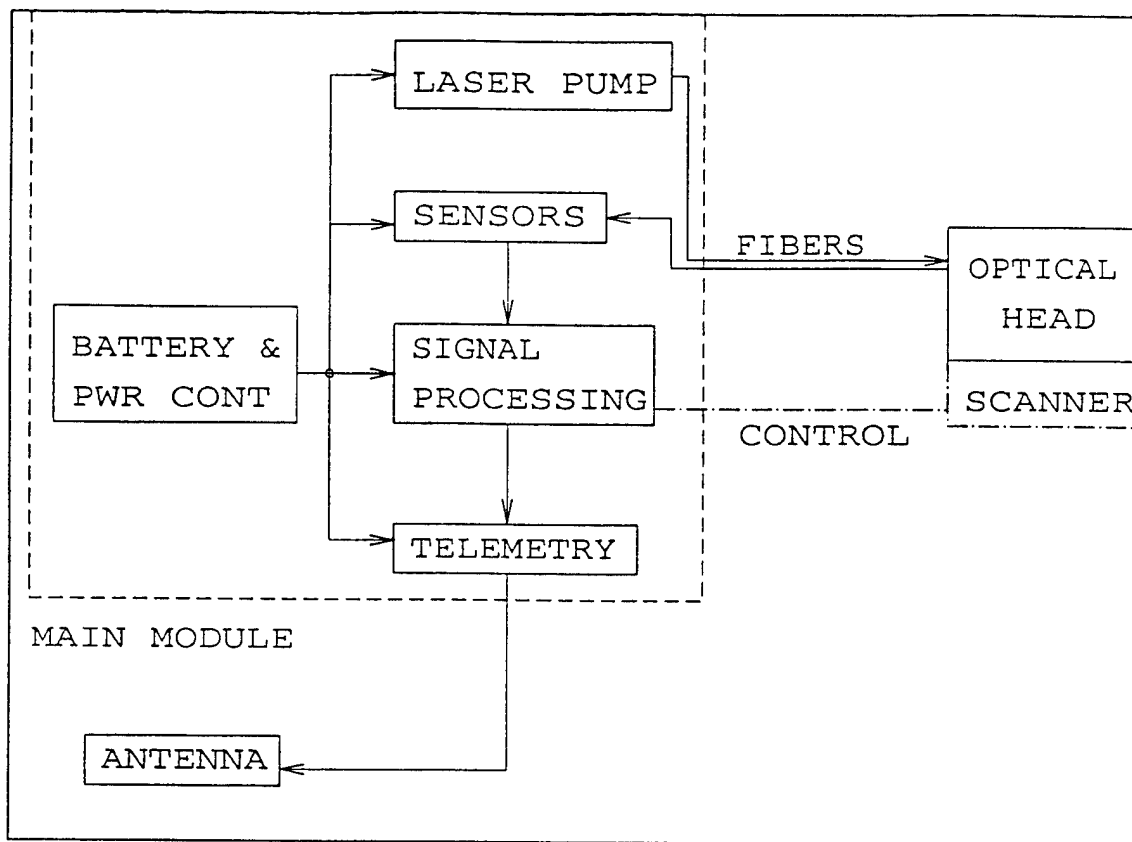 LASER PUMP
SENSORS
FIBERS
OPTICAL
HEAD
BATTERY &
PWR CONT
SIGNAL
PROCESSING
SCANNER
CONTROL
TELEMETRY
MAIN MODULE
ANTENNA